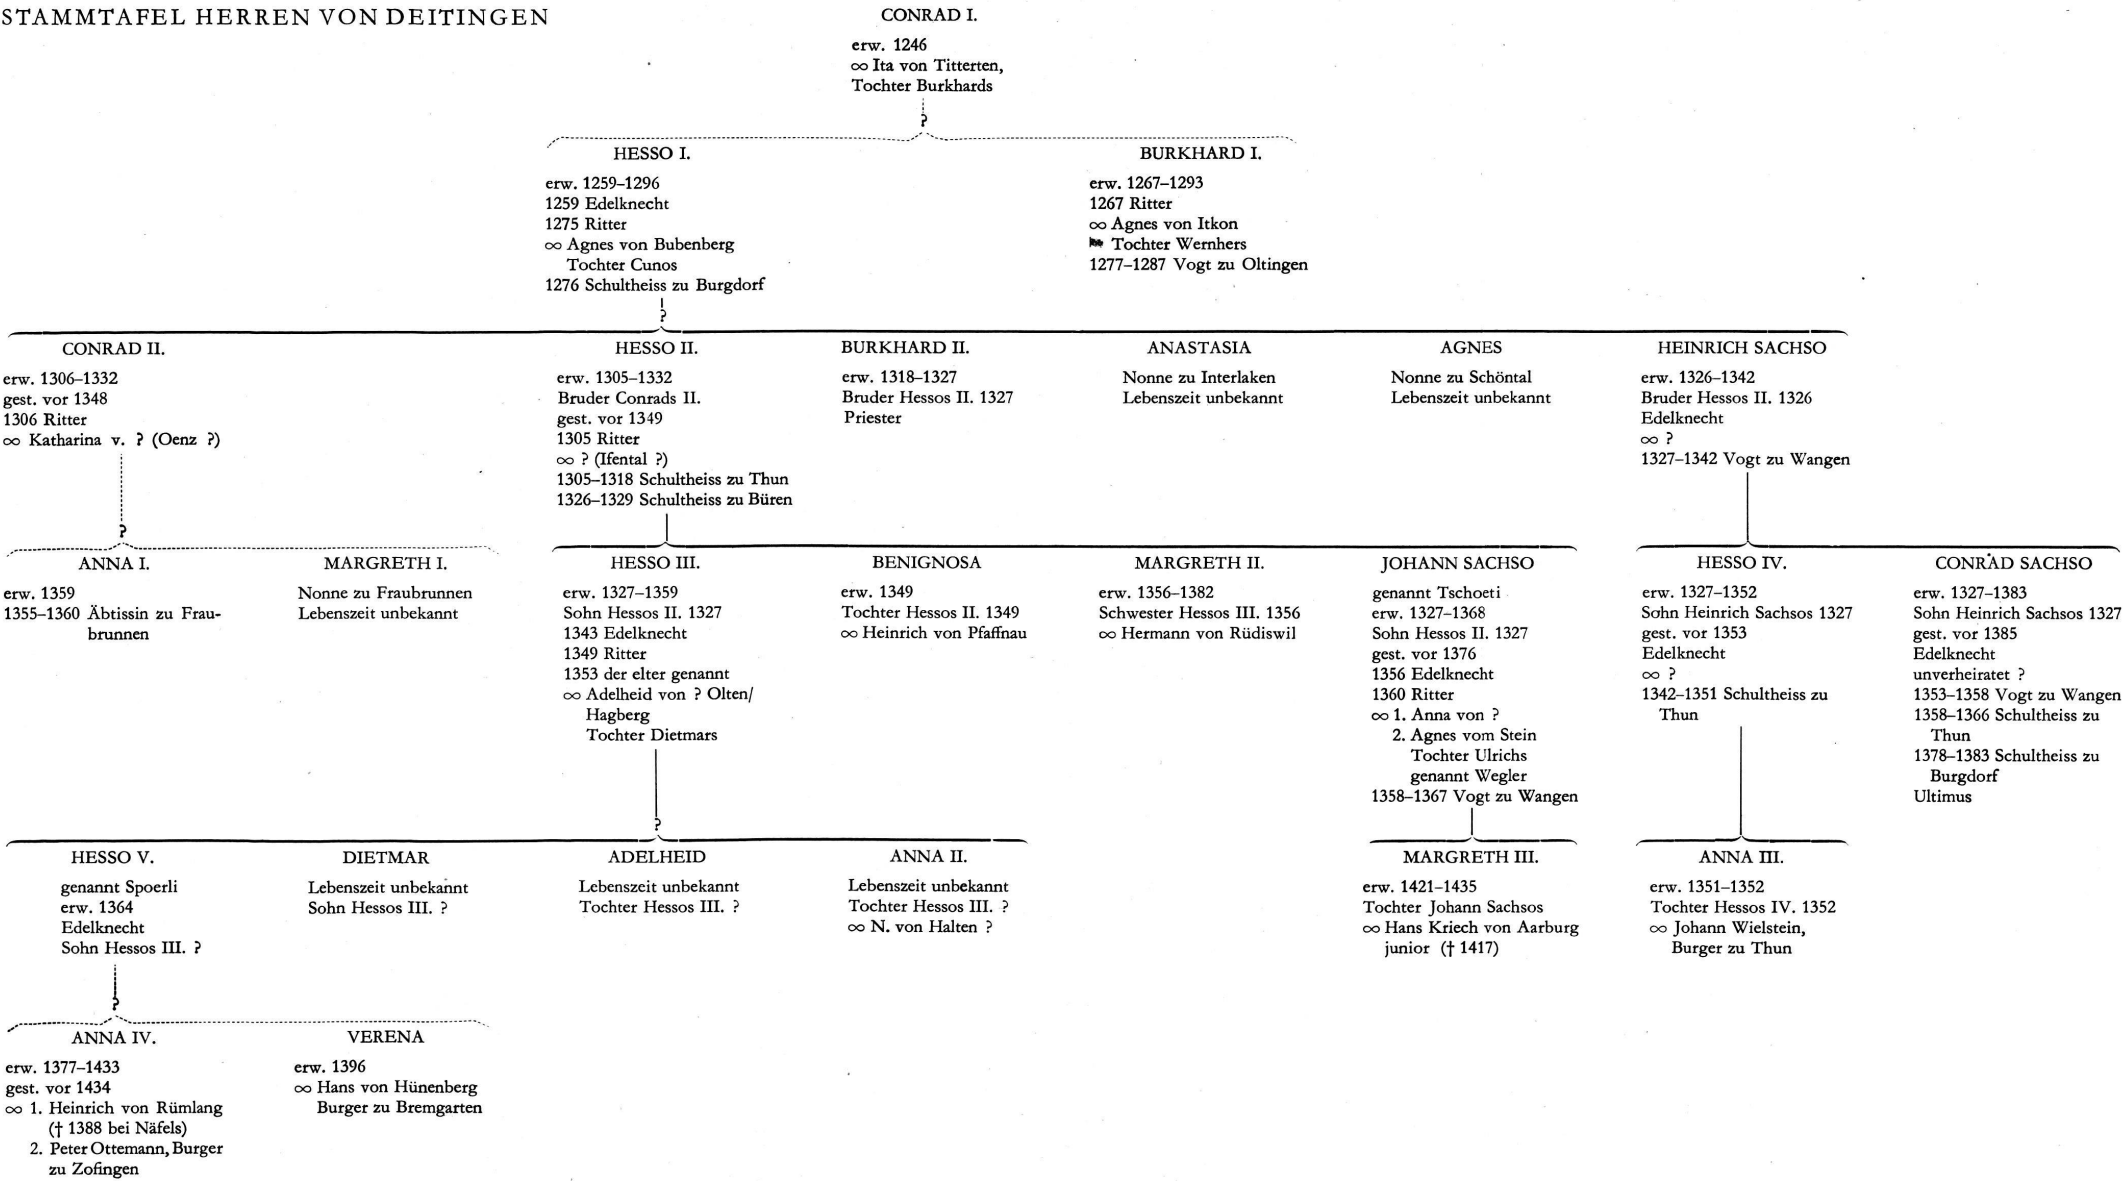 STAMMTAFEL HERREN VON DEITINGEN
CONRAD I.
erw. 1246
∞ Ita von Titterten,
Tochter Burkhards
?
HESSO I.
erw. 1259–1296
1259 Edelknecht
1275 Ritter
∞ Agnes von Bubenberg
Tochter Cunos
1276 Schultheiss zu Burgdorf
?
BURKHARD I.
erw. 1267–1293
1267 Ritter
∞ Agnes von Itkon
Tochter Wernhers
1277–1287 Vogt zu Oltingen
CONRAD II.
erw. 1306–1332
gest. vor 1348
1306 Ritter
∞ Katharina v. ? (Oenz ?)
?
HESSO II.
erw. 1305–1332
Bruder Conrads II.
gest. vor 1349
1305 Ritter
∞ ? (Ifental ?)
1305–1318 Schultheiss zu Thun
1326–1329 Schultheiss zu Büren
BURKHARD II.
erw. 1318–1327
Bruder Hessos II. 1327
Priester
ANASTASIA
Nonne zu Interlaken
Lebenszeit unbekannt
AGNES
Nonne zu Schöntal
Lebenszeit unbekannt
HEINRICH SACHSO
erw. 1326–1342
Bruder Hessos II. 1326
Edelknecht
∞ ?
1327–1342 Vogt zu Wangen
ANNA I.
erw. 1359
1355–1360 Äbtissin zu Frau-
brunnen
MARGRETH I.
Nonne zu Fraubrunnen
Lebenszeit unbekannt
HESSO III.
erw. 1327–1359
Sohn Hessos II. 1327
1343 Edelknecht
1349 Ritter
1353 der elter genannt
∞ Adelheid von ? Olten/
Hagberg
Tochter Dietmars
?
BENIGNOSA
erw. 1349
Tochter Hessos II. 1349
∞ Heinrich von Pfaffnau
MARGRETH II.
erw. 1356–1382
Schwester Hessos III. 1356
∞ Hermann von Rüdiswil
JOHANN SACHSO
genannt Tschoeti
erw. 1327–1368
Sohn Hessos II. 1327
gest. vor 1376
1356 Edelknecht
1360 Ritter
∞ 1. Anna von ?
2. Agnes vom Stein
Tochter Ulrichs
genannt Wegler
1358–1367 Vogt zu Wangen
HESSO IV.
erw. 1327–1352
Sohn Heinrich Sachsos 1327
gest. vor 1353
Edelknecht
∞ ?
1342–1351 Schultheiss zu
Thun
CONRAD SACHSO
erw. 1327–1383
Sohn Heinrich Sachsos 1327
gest. vor 1385
Edelknecht
unverheiratet ?
1353–1358 Vogt zu Wangen
1358–1366 Schultheiss zu
Thun
1378–1383 Schultheiss zu
Burgdorf
Ultimus
HESSO V.
genannt Spoerli
erw. 1364
Edelknecht
Sohn Hessos III. ?
?
DIETMAR
Lebenszeit unbekannt
Sohn Hessos III. ?
ADELHEID
Lebenszeit unbekannt
Tochter Hessos III. ?
ANNA II.
Lebenszeit unbekannt
Tochter Hessos III. ?
∞ N. von Halten ?
MARGRETH III.
erw. 1421–1435
Tochter Johann Sachsos
∞ Hans Kriech von Aarburg
junior († 1417)
ANNA III.
erw. 1351–1352
Tochter Hessos IV. 1352
∞ Johann Wielstein,
Burger zu Thun
ANNA IV.
erw. 1377–1433
gest. vor 1434
∞ 1. Heinrich von Rümlang
(† 1388 bei Näfels)
2. Peter Ottemann, Burger
zu Zofingen
VERENA
erw. 1396
∞ Hans von Hünenberg
Burger zu Bremgarten